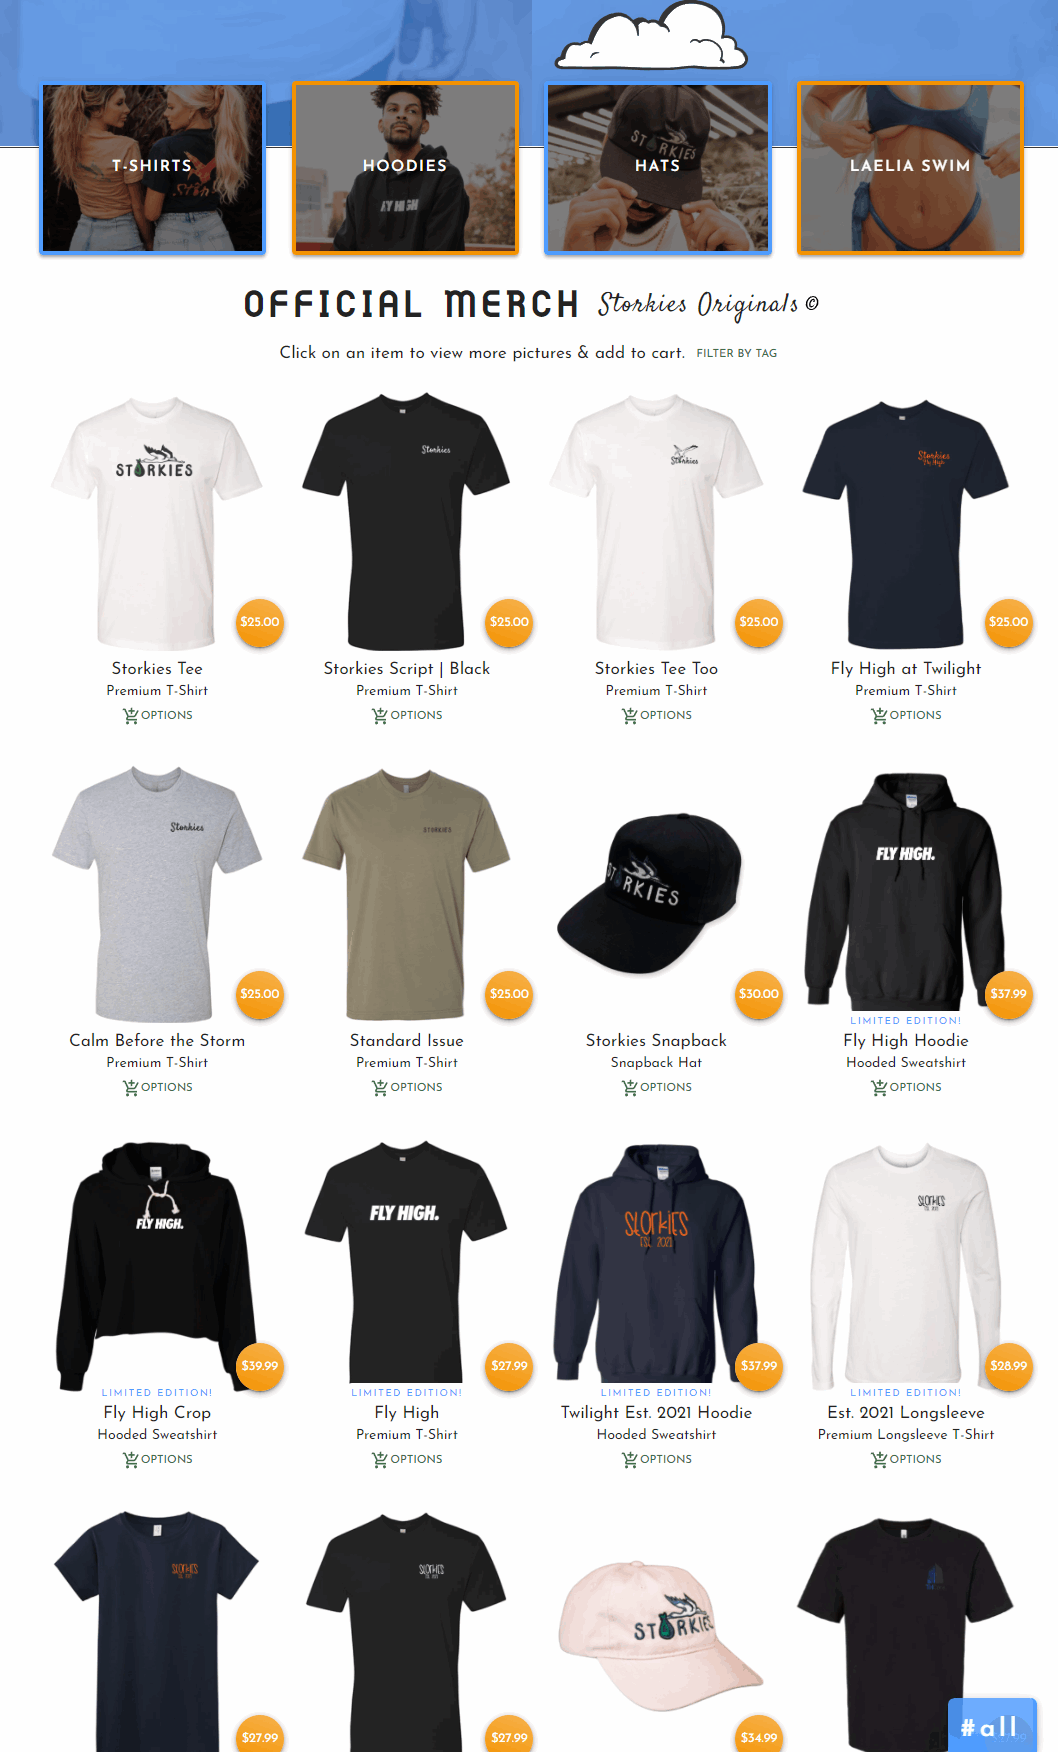 T-SHIRTS
HOODIES
HATS
LAELIA SWIM
STORKIES
OFFICIAL MERCH Storkies Originals ©
Click on an item to view more pictures & add to cart. FILTER BY TAG
STORKIES
Storkies
Storkies
Storkies
Fly High
$25.00
$25.00
$25.00
$25.00
Storkies Tee
Premium T-Shirt
OPTIONS
Storkies Script | Black
Premium T-Shirt
OPTIONS
Storkies Tee Too
Premium T-Shirt
OPTIONS
Fly High at Twilight
Premium T-Shirt
OPTIONS
Storkies
STORKIES
STORKIES
FLY HIGH.
$25.00
$25.00
$30.00
$37.99
Calm Before the Storm
Premium T-Shirt
OPTIONS
Standard Issue
Premium T-Shirt
OPTIONS
Storkies Snapback
Snapback Hat
OPTIONS
LIMITED EDITION!
Fly High Hoodie
Hooded Sweatshirt
OPTIONS
FLY HIGH.
FLY HIGH.
StorkiES
EST. 2021
StorkiES
EST. 2021
$39.99
$27.99
$37.99
$28.99
LIMITED EDITION!
Fly High Crop
Hooded Sweatshirt
OPTIONS
LIMITED EDITION!
Fly High
Premium T-Shirt
OPTIONS
LIMITED EDITION!
Twilight Est. 2021 Hoodie
Hooded Sweatshirt
OPTIONS
LIMITED EDITION!
Est. 2021 Longsleeve
Premium Longsleeve T-Shirt
OPTIONS
StorkiES
StorkiES
STORKIES
$27.99
$27.99
$34.99
#all